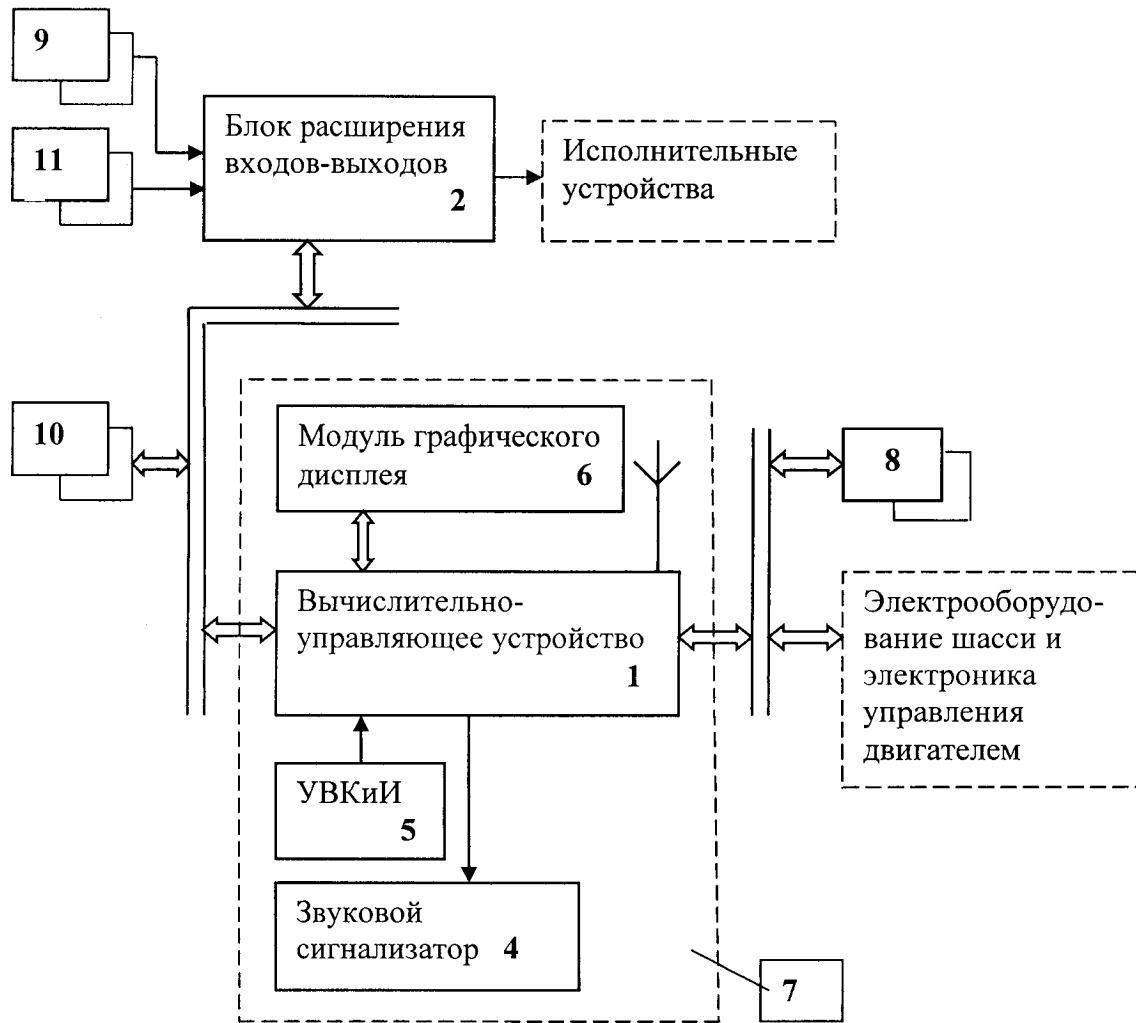 9
11
Блок расширения
входов-выходов
2
Исполнительные
устройства
10
Модуль графического
дисплея
6
8
Вычислительно-
управляющее устройство
1
Электрооборудо-
вание шасси и
электроника
управления
двигателем
УВКиИ
5
Звуковой
сигнализатор 4
7